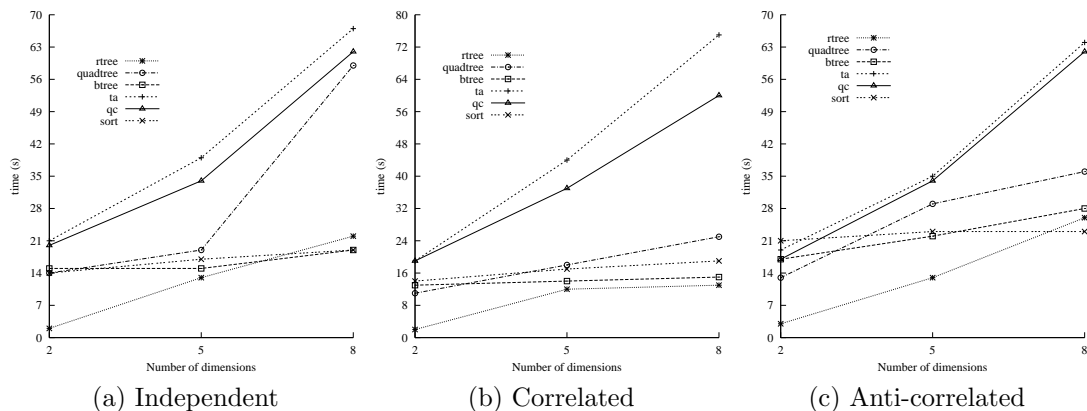 70
63
56
49
42
35
28
21
14
7
0
time (s)
rtree
quadtree
btree
ta
qc
sort
2 5 8
Number of dimensions
(a) Independent
80
72
64
56
48
40
32
24
16
8
0
time (s)
rtree
quadtree
btree
ta
qc
sort
2 5 8
Number of dimensions
(b) Correlated
70
63
56
49
42
35
28
21
14
7
0
time (s)
rtree
quadtree
btree
ta
qc
sort
2 5 8
Number of dimensions
(c) Anti-correlated